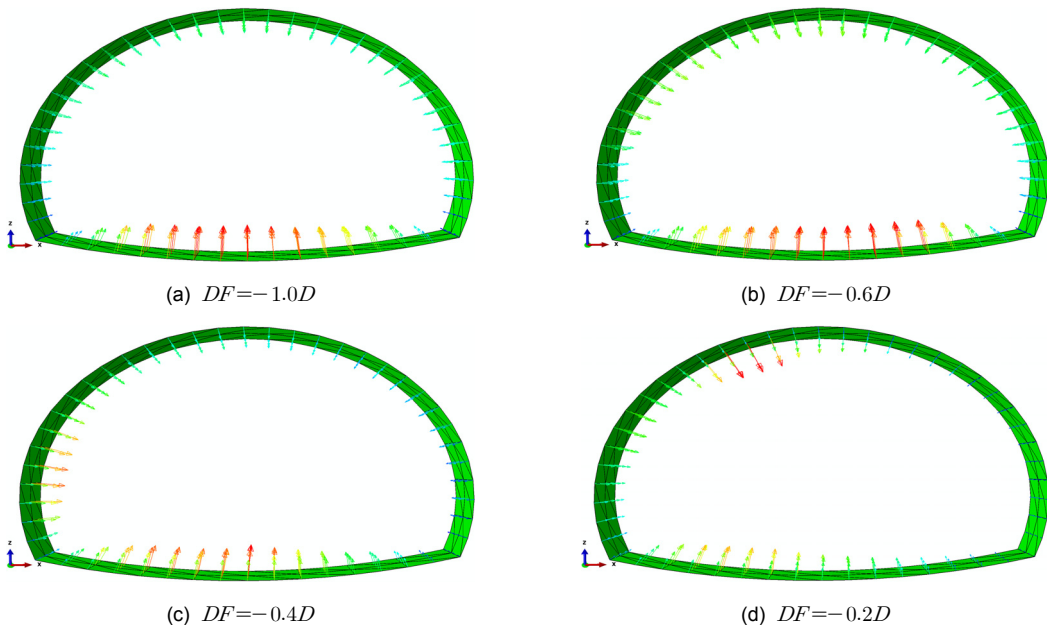 z
x
z
x
(a) DF=−1.0D
(b) DF=−0.6D
z
x
z
x
(c) DF=−0.4D
(d) DF=−0.2D